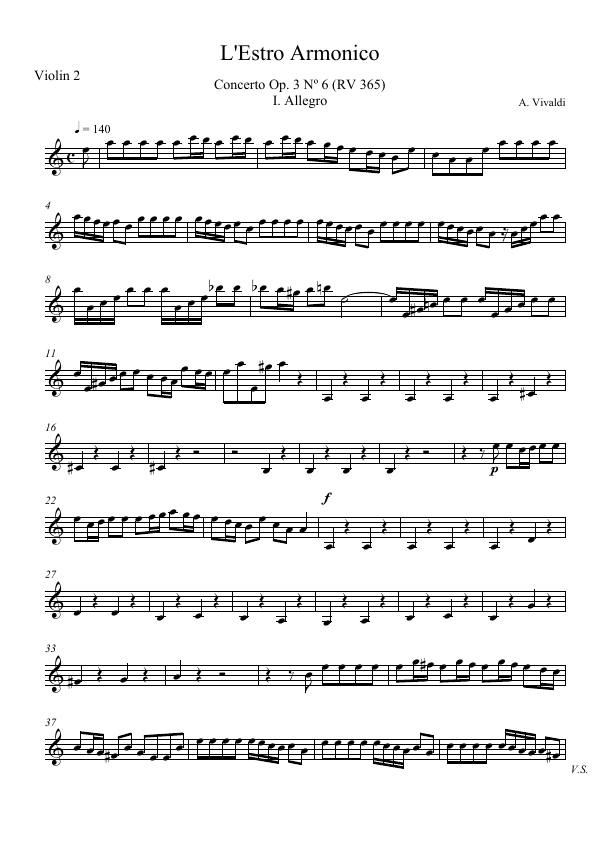 L'Estro Armonico
Violin 2
Concerto Op. 3 Nº 6 (RV 365)
I. Allegro
A. Vivaldi
♩ = 140
4
8
11
16
p
22
f
27
33
37
V.S.